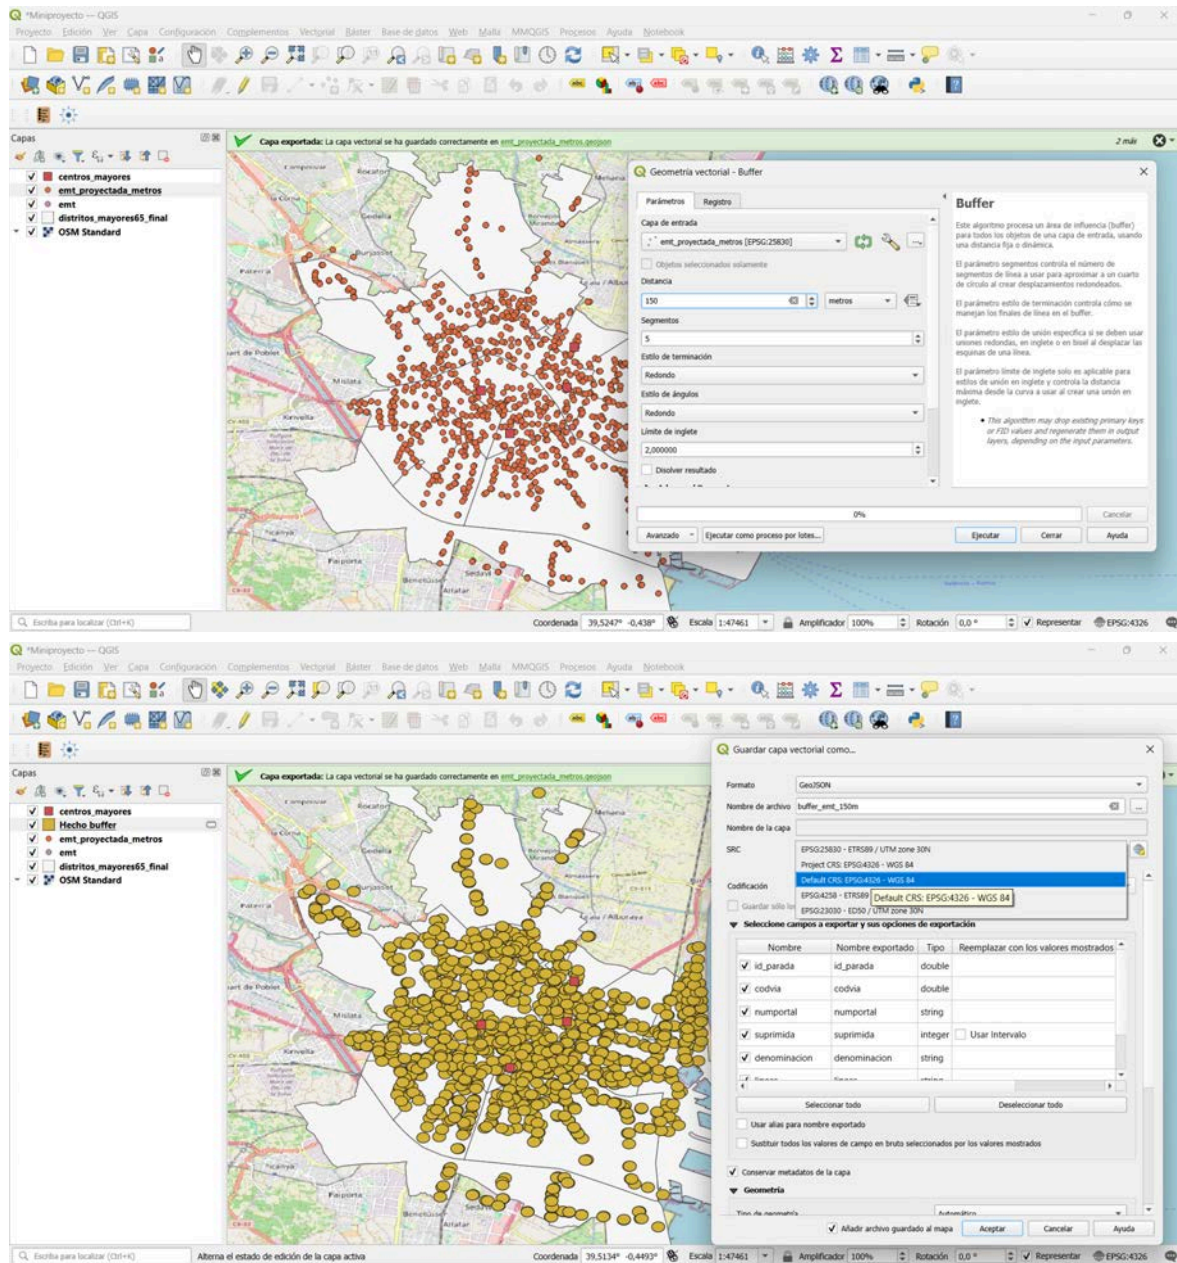 *Miniproyecto — QGIS
Proyecto Edición Ver Capa Configuración Complementos Vectorial Ráster Base de datos Web Malla MMQGIS Procesos Ayuda Notebook
Capas
centros_mayores
emt_proyectada_metros
emt
distritos_mayores65_final
OSM Standard
Capa exportada: La capa vectorial se ha guardado correctamente en emt_proyectada_metros.geojson
2 más
Paterna
Mislata
Xirivella
Sedaví
Alfafar
Geometría vectorial - Buffer
Parámetros Registro
Capa de entrada
emt_proyectada_metros [EPSG:25830]
Objetos seleccionados solamente
Distancia
150 metros
Segmentos
5
Estilo de terminación
Redondo
Estilo de ángulos
Redondo
Límite de inglete
2,000000
Disolver resultado
Buffer
Este algoritmo procesa un área de influencia (buffer)
para todos los objetos de una capa de entrada, usando
una distancia fija o dinámica.
El parámetro segmentos controla el número de
segmentos de línea a usar para aproximar a un cuarto
de círculo al crear desplazamientos redondeados.
El parámetro estilo de terminación controla cómo se
manejan los finales de línea en el buffer.
El parámetro estilo de unión especifica si se deben usar
uniones redondas, en inglete o en bisel al desplazar las
esquinas de una línea.
El parámetro límite de inglete solo es aplicable para
estilos de unión en inglete y controla la distancia
máxima desde la curva a usar al crear una unión en
inglete.
This algorithm may drop existing primary keys
or FID values and regenerate them in output
layers, depending on the input parameters.
0%
Cancelar
Avanzado Ejecutar como proceso por lotes... Ejecutar Cerrar Ayuda
Escriba para localizar (Ctrl+K) Coordenada 39,5247° -0,438° Escala 1:47461 Amplificador 100% Rotación 0,0 ° Representar EPSG:4326
*Miniproyecto — QGIS
Proyecto Edición Ver Capa Configuración Complementos Vectorial Ráster Base de datos Web Malla MMQGIS Procesos Ayuda Notebook
Capas
centros_mayores
Hecho buffer
emt_proyectada_metros
emt
distritos_mayores65_final
OSM Standard
Capa exportada: La capa vectorial se ha guardado correctamente en emt_proyectada_metros.geojson
Burjassot
Mislata
Xirivella
Paiporta
Alfafar
Guardar capa vectorial como...
Formato GeoJSON
Nombre de archivo buffer_emt_150m
Nombre de la capa
SRC
EPSG:25830 - ETRS89 / UTM zone 30N
Project CRS: EPSG:4326 - WGS 84
Default CRS: EPSG:4326 - WGS 84
EPSG:4258 - ETRS89
Default CRS: EPSG:4326 - WGS 84
EPSG:23030 - ED50 / UTM zone 30N
Codificación
Guardar sólo los
Seleccione campos a exportar y sus opciones de exportación
Nombre Nombre exportado Tipo Reemplazar con los valores mostrados
id_parada id_parada double
codvia codvia double
numportal numportal string
suprimida suprimida integer Usar Intervalo
denominacion denominacion string
Seleccionar todo Deseleccionar todo
Usar alias para nombre exportado
Sustituir todos los valores de campo en bruto seleccionados por los valores mostrados
Conservar metadatos de la capa
Geometría
Tipo de geometría Automático
Añadir archivo guardado al mapa Aceptar Cancelar Ayuda
Escriba para localizar (Ctrl+K) Alterna el estado de edición de la capa activa Coordenada 39,5134° -0,4493° Escala 1:47461 Amplificador 100% Rotación 0,0 ° Representar EPSG:4326